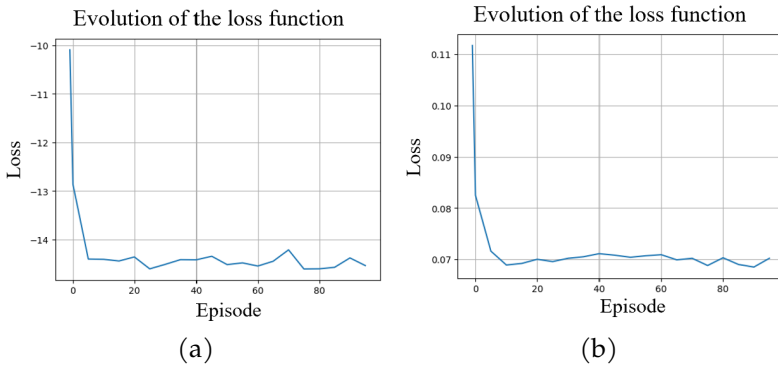 Evolution of the loss function
−10
−11
−12
−13
−14
Loss
0
20
40
60
80
Episode
(a)
Evolution of the loss function
0.11
0.10
0.09
0.08
0.07
Loss
0
20
40
60
80
Episode
(b)